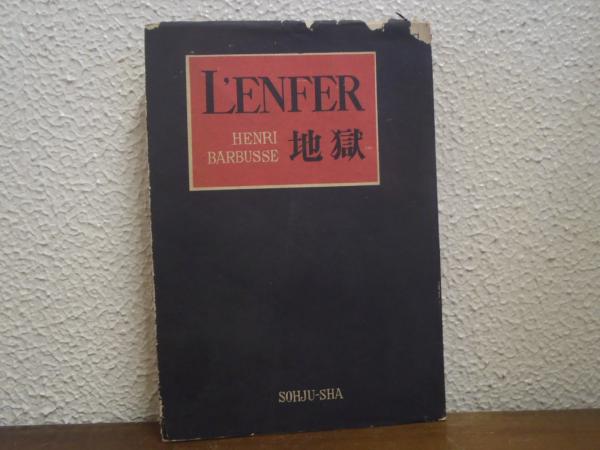 L'ENFER
HENRI
BARBUSSE
地獄
SOHJU-SHA